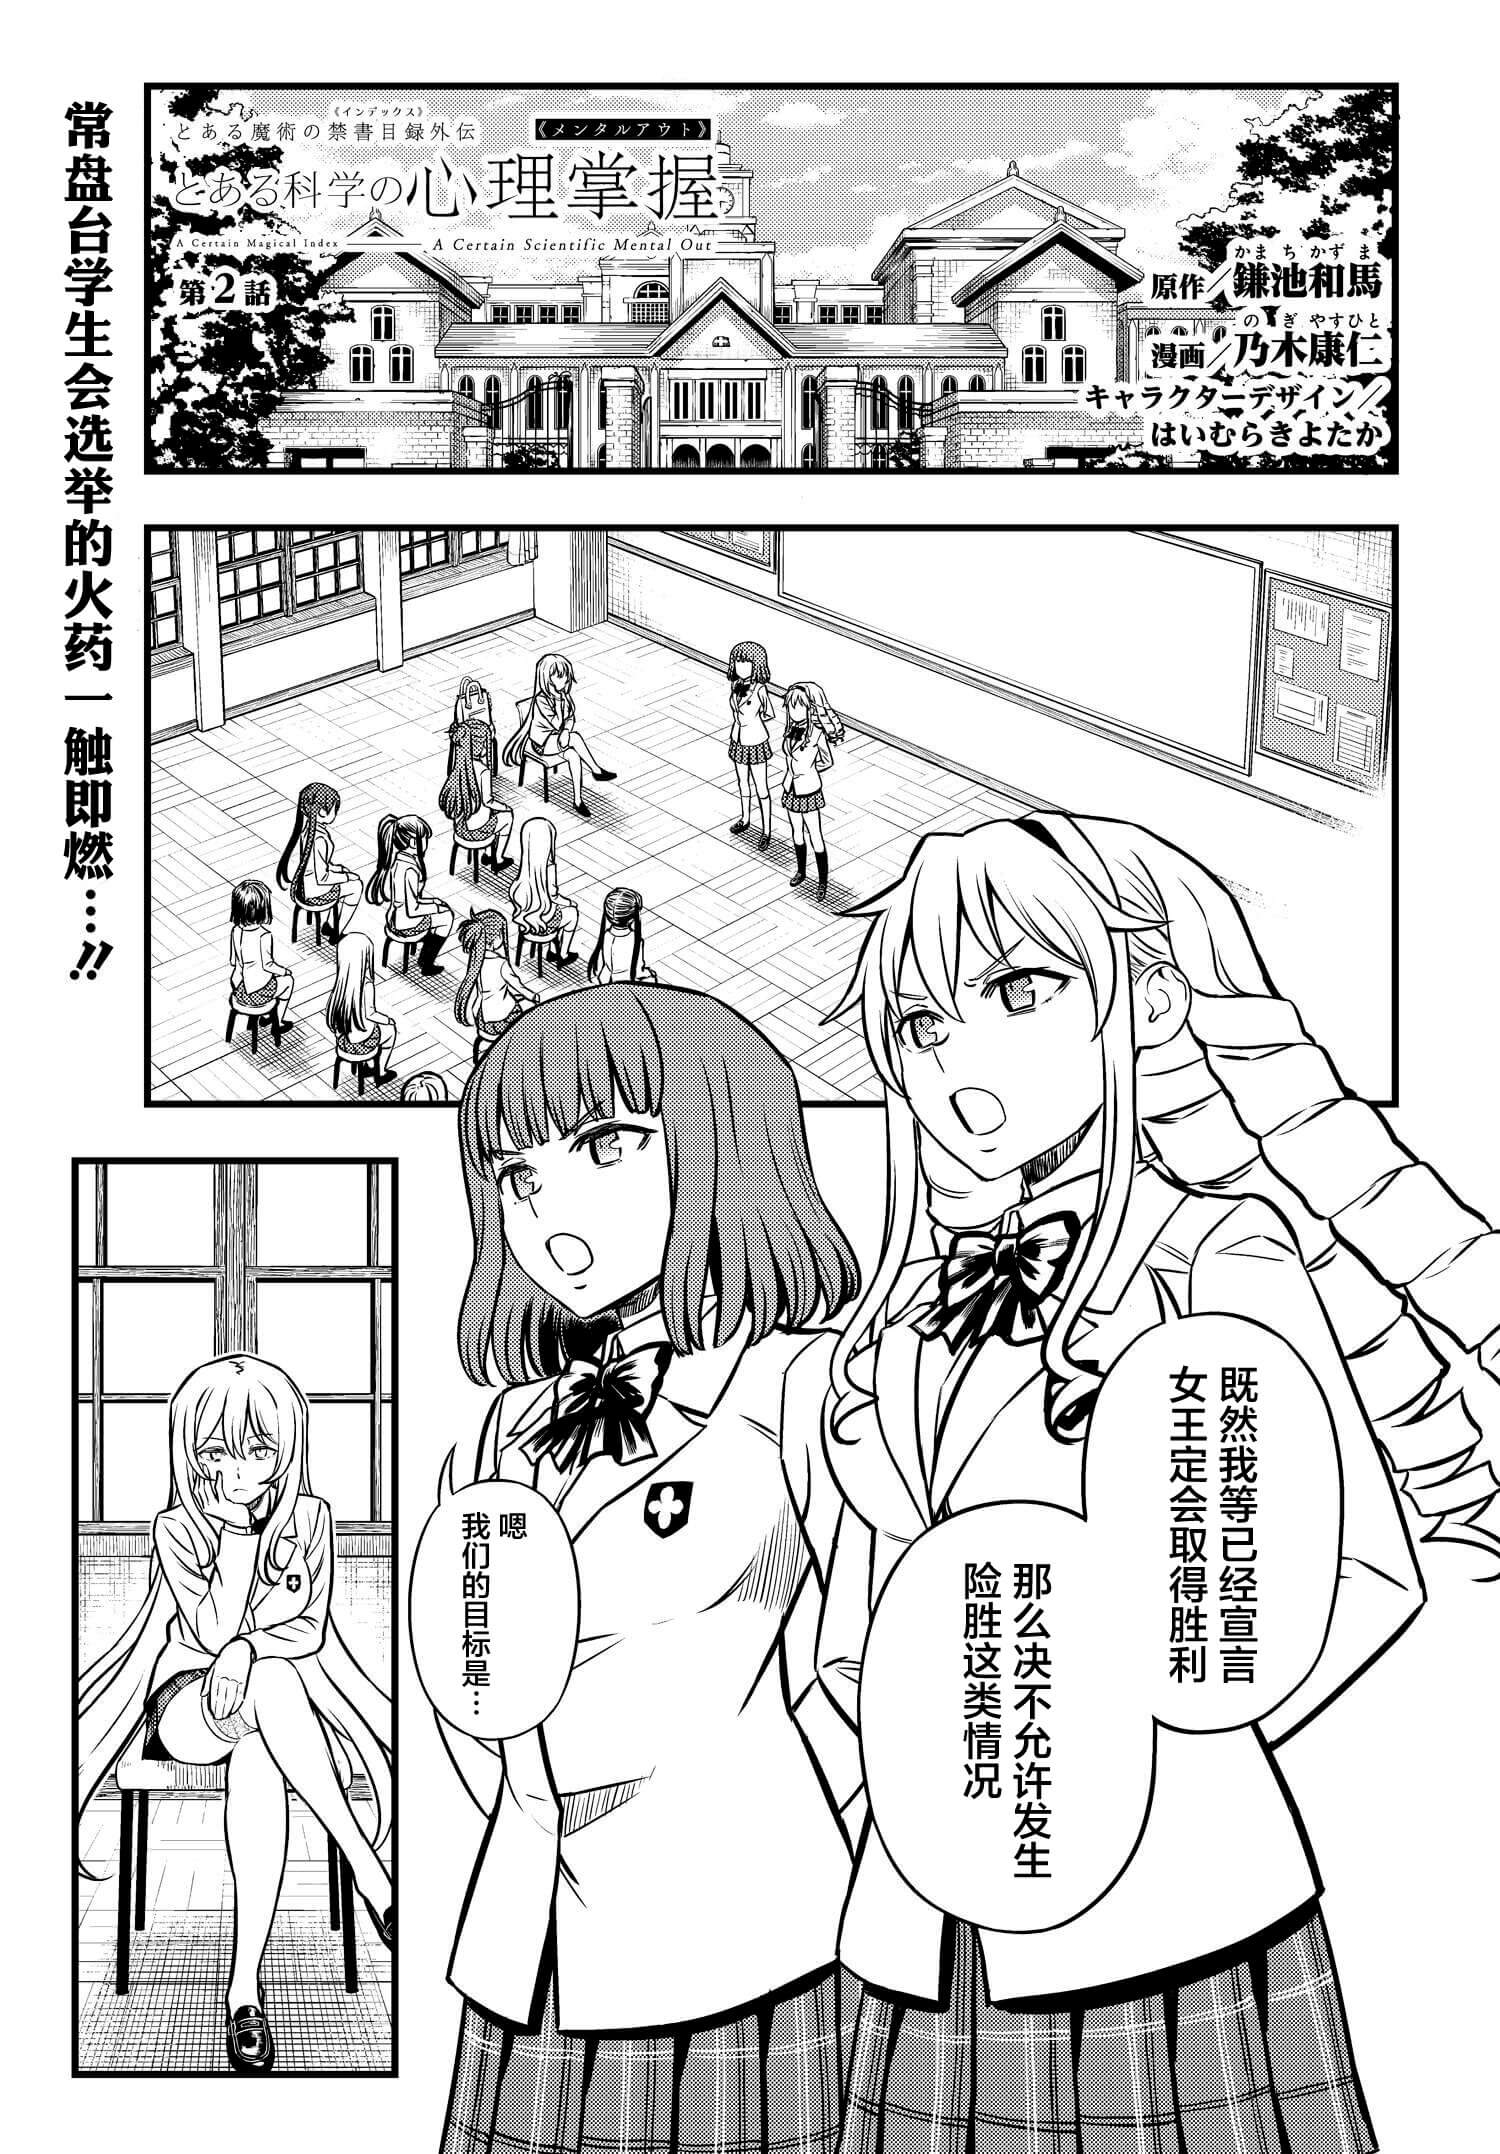 常盘台学生会选举的火药一触即燃…!!
《インデックス》
とある魔術の禁書目録外伝
《メンタルアウト》
とある科学の心理掌握
A Certain Magical Index
A Certain Scientific Mental Out
第2話
かまちかずま
原作／鎌池和馬
のぎやすひと
漫画／乃木康仁
キャラクターデザイン／
はいむらきよたか
既然我等已经宣言
女王定会取得胜利
那么决不允许发生
险胜这类情况
嗯
我们的目标是…